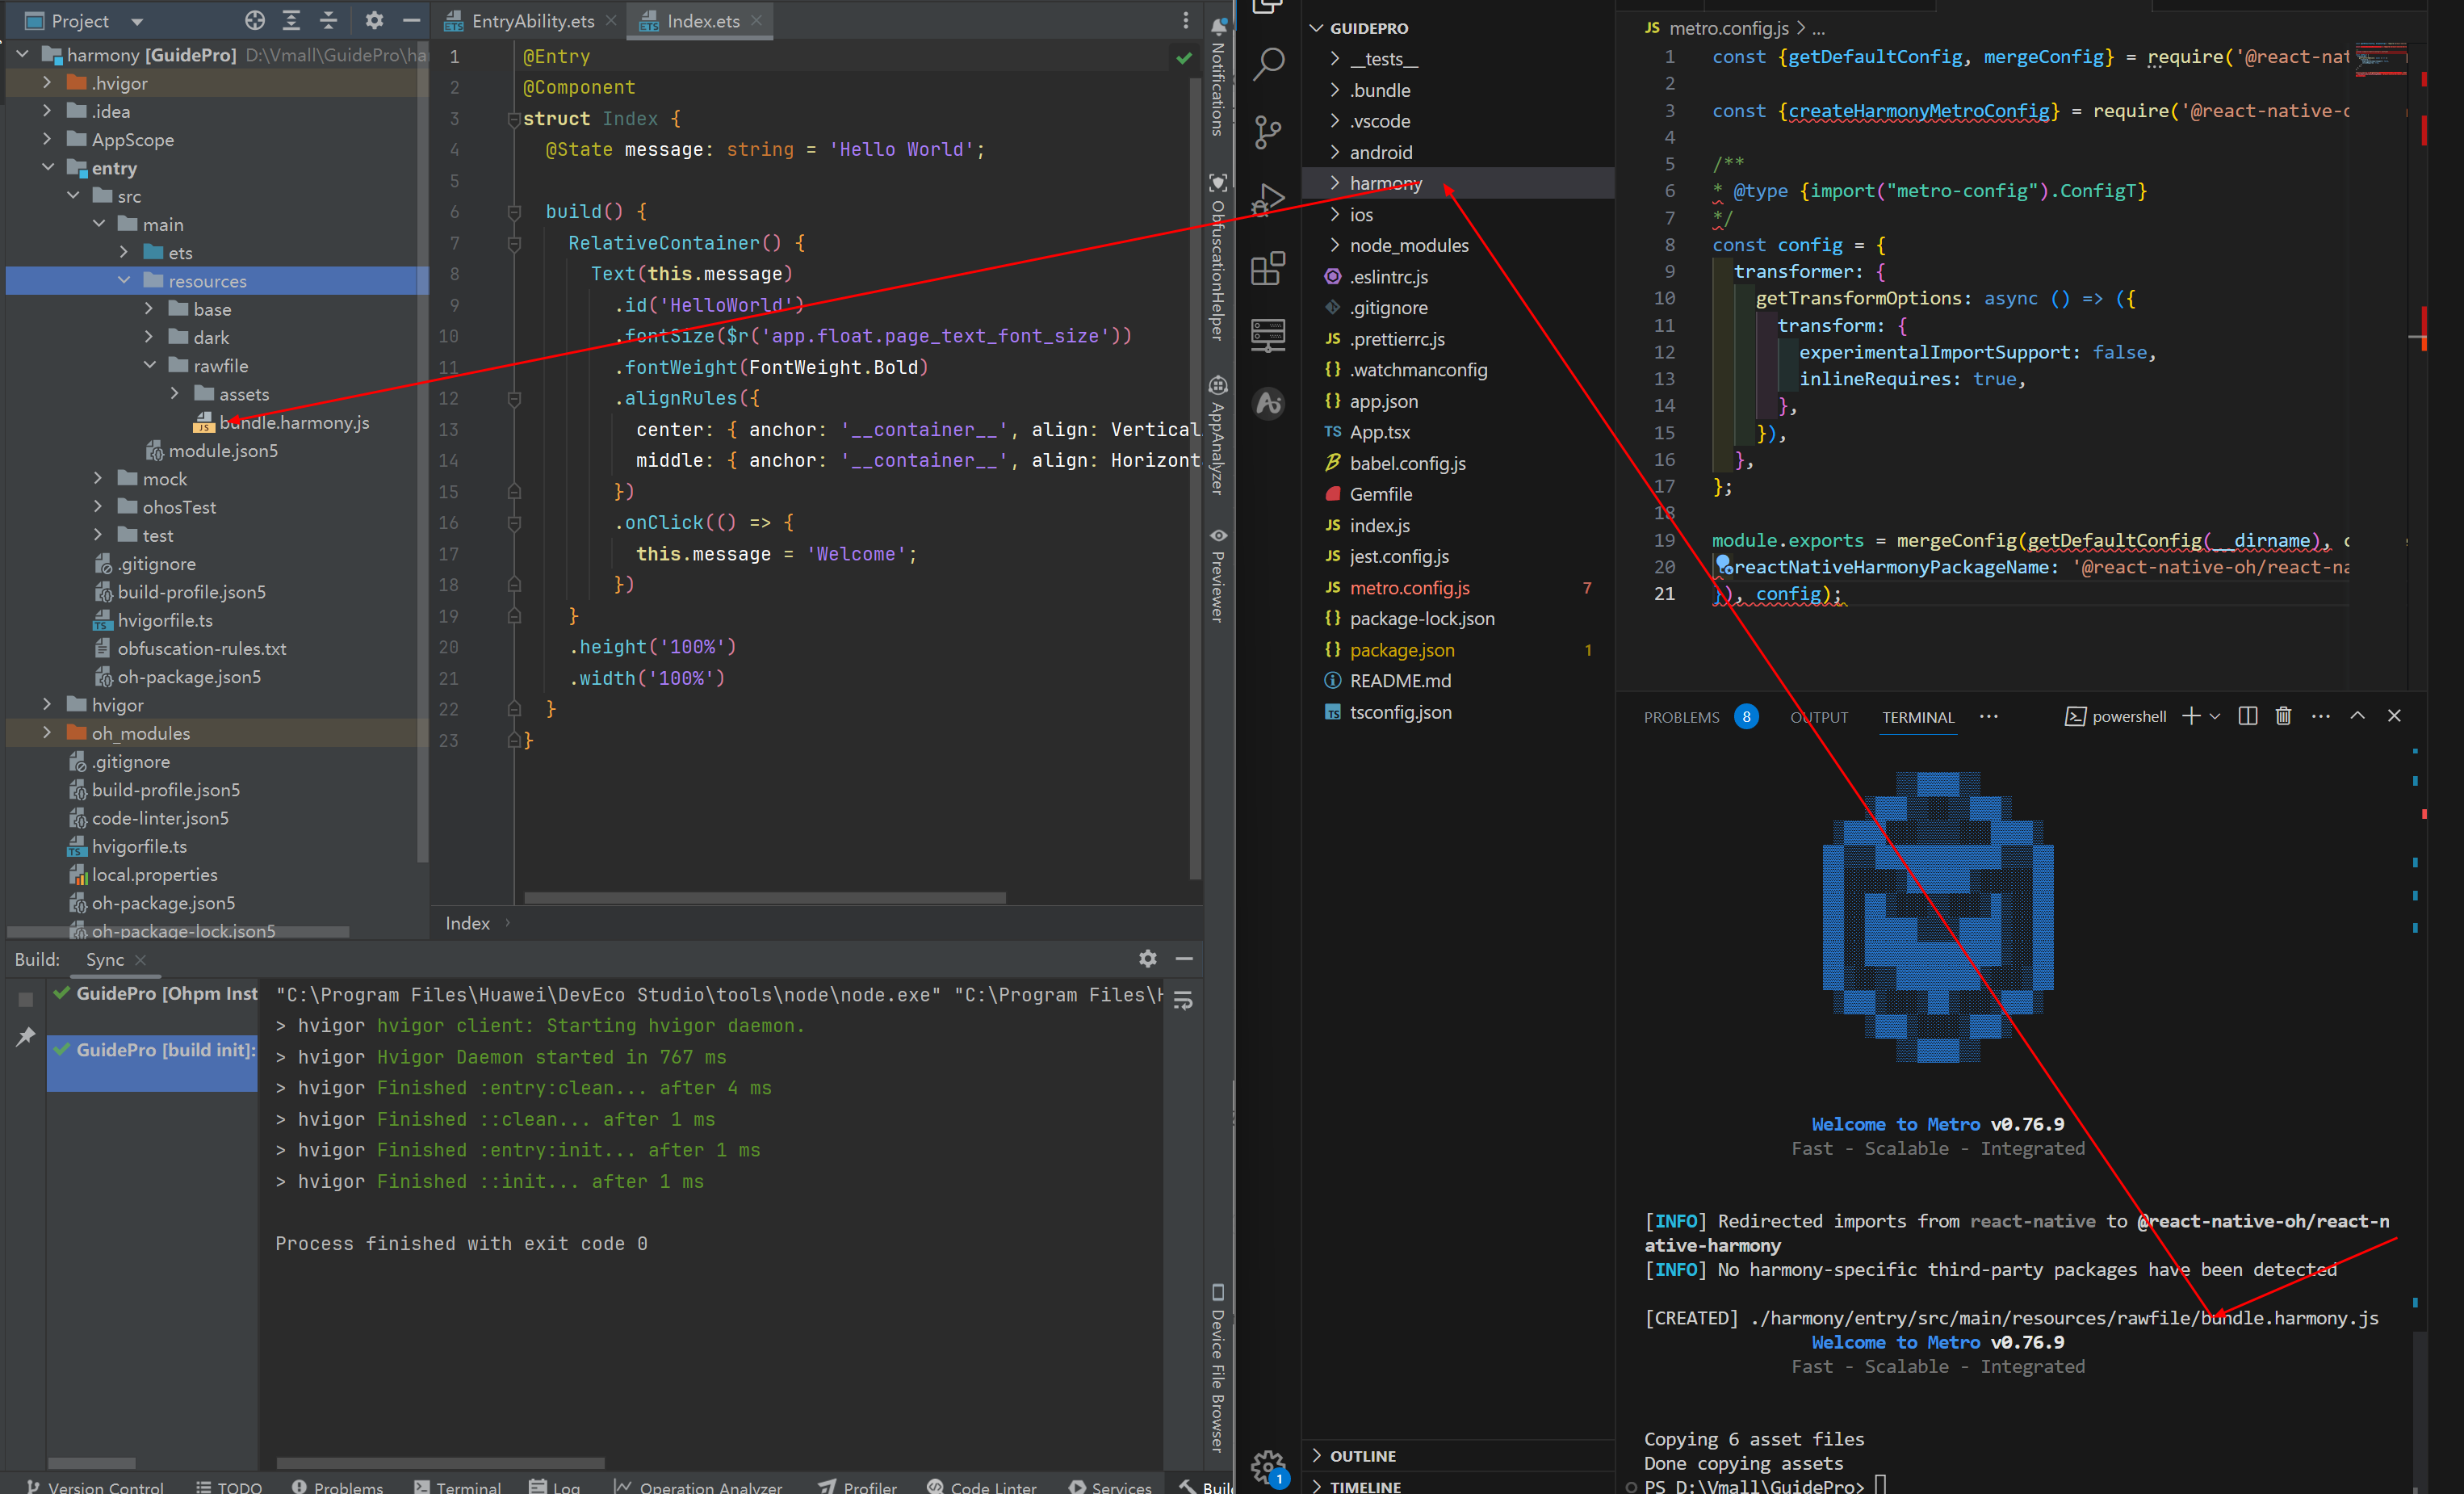 Project
harmony [GuidePro] D:\Vmall\GuidePro\ha
.hvigor
.idea
AppScope
entry
src
main
ets
resources
base
dark
rawfile
assets
bundle.harmony.js
module.json5
mock
ohosTest
test
.gitignore
build-profile.json5
hvigorfile.ts
obfuscation-rules.txt
oh-package.json5
hvigor
oh_modules
.gitignore
build-profile.json5
code-linter.json5
hvigorfile.ts
local.properties
oh-package.json5
oh-package-lock.json5
EntryAbility.ets
Index.ets
1 @Entry
2 @Component
3 struct Index {
4 @State message: string = 'Hello World';
5
6 build() {
7 RelativeContainer() {
8 Text(this.message)
9 .id('HelloWorld')
10 .fontSize($r('app.float.page_text_font_size'))
11 .fontWeight(FontWeight.Bold)
12 .alignRules({
13 center: { anchor: '__container__', align: Vertical
14 middle: { anchor: '__container__', align: Horizont
15 })
16 .onClick(() => {
17 this.message = 'Welcome';
18 })
19 }
20 .height('100%')
21 .width('100%')
22 }
23 }
Index
Notifications
ObfuscationHelper
AppAnalyzer
Previewer
Device File Browser
Build: Sync
GuidePro [Ohpm Inst
GuidePro [build init]:
"C:\Program Files\Huawei\DevEco Studio\tools\node\node.exe" "C:\Program Files\H
> hvigor hvigor client: Starting hvigor daemon.
> hvigor Hvigor Daemon started in 767 ms
> hvigor Finished :entry:clean... after 4 ms
> hvigor Finished ::clean... after 1 ms
> hvigor Finished :entry:init... after 1 ms
> hvigor Finished ::init... after 1 ms
Process finished with exit code 0
Version Control TODO Problems Terminal Log Operation Analyzer Profiler Code Linter Services Buil
GUIDEPRO
__tests__
.bundle
.vscode
android
harmony
ios
node_modules
.eslintrc.js
.gitignore
.prettierrc.js
.watchmanconfig
app.json
App.tsx
babel.config.js
Gemfile
index.js
jest.config.js
metro.config.js 7
package-lock.json
package.json 1
README.md
tsconfig.json
OUTLINE
TIMELINE
1
JS metro.config.js > ...
1 const {getDefaultConfig, mergeConfig} = require('@react-nat
2
3 const {createHarmonyMetroConfig} = require('@react-native-o
4
5 /**
6 * @type {import("metro-config").ConfigT}
7 */
8 const config = {
9 transformer: {
10 getTransformOptions: async () => ({
11 transform: {
12 experimentalImportSupport: false,
13 inlineRequires: true,
14 },
15 }),
16 },
17 };
18
19 module.exports = mergeConfig(getDefaultConfig(__dirname), c
20 reactNativeHarmonyPackageName: '@react-native-oh/react-na
21 }), config);
PROBLEMS 8 OUTPUT TERMINAL powershell
Welcome to Metro v0.76.9
Fast - Scalable - Integrated
[INFO] Redirected imports from react-native to @react-native-oh/react-n
ative-harmony
[INFO] No harmony-specific third-party packages have been detected
[CREATED] ./harmony/entry/src/main/resources/rawfile/bundle.harmony.js
Welcome to Metro v0.76.9
Fast - Scalable - Integrated
Copying 6 asset files
Done copying assets
PS D:\Vmall\GuidePro>